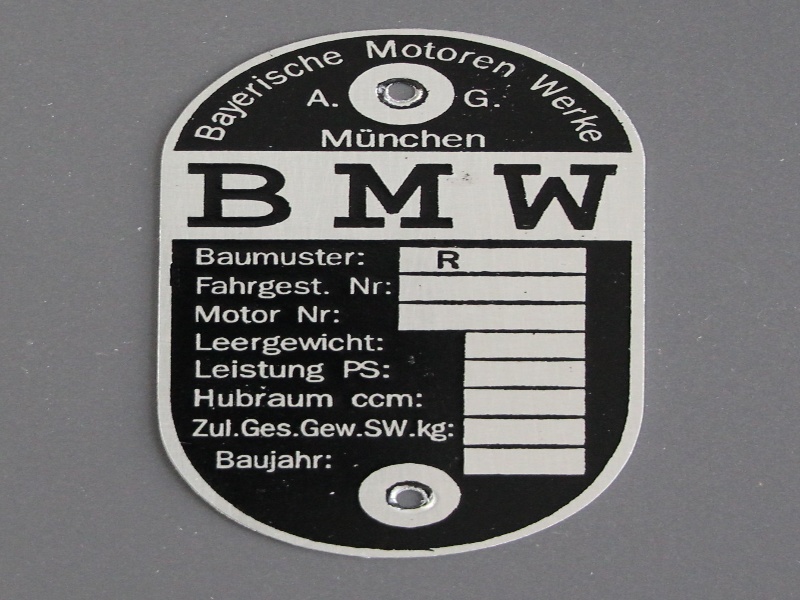 Bayerische Motoren Werke
A. G.
München
BMW
Baumuster: R
Fahrgest. Nr:
Motor Nr:
Leergewicht:
Leistung PS:
Hubraum ccm:
Zul.Ges.Gew.SW.kg:
Baujahr: